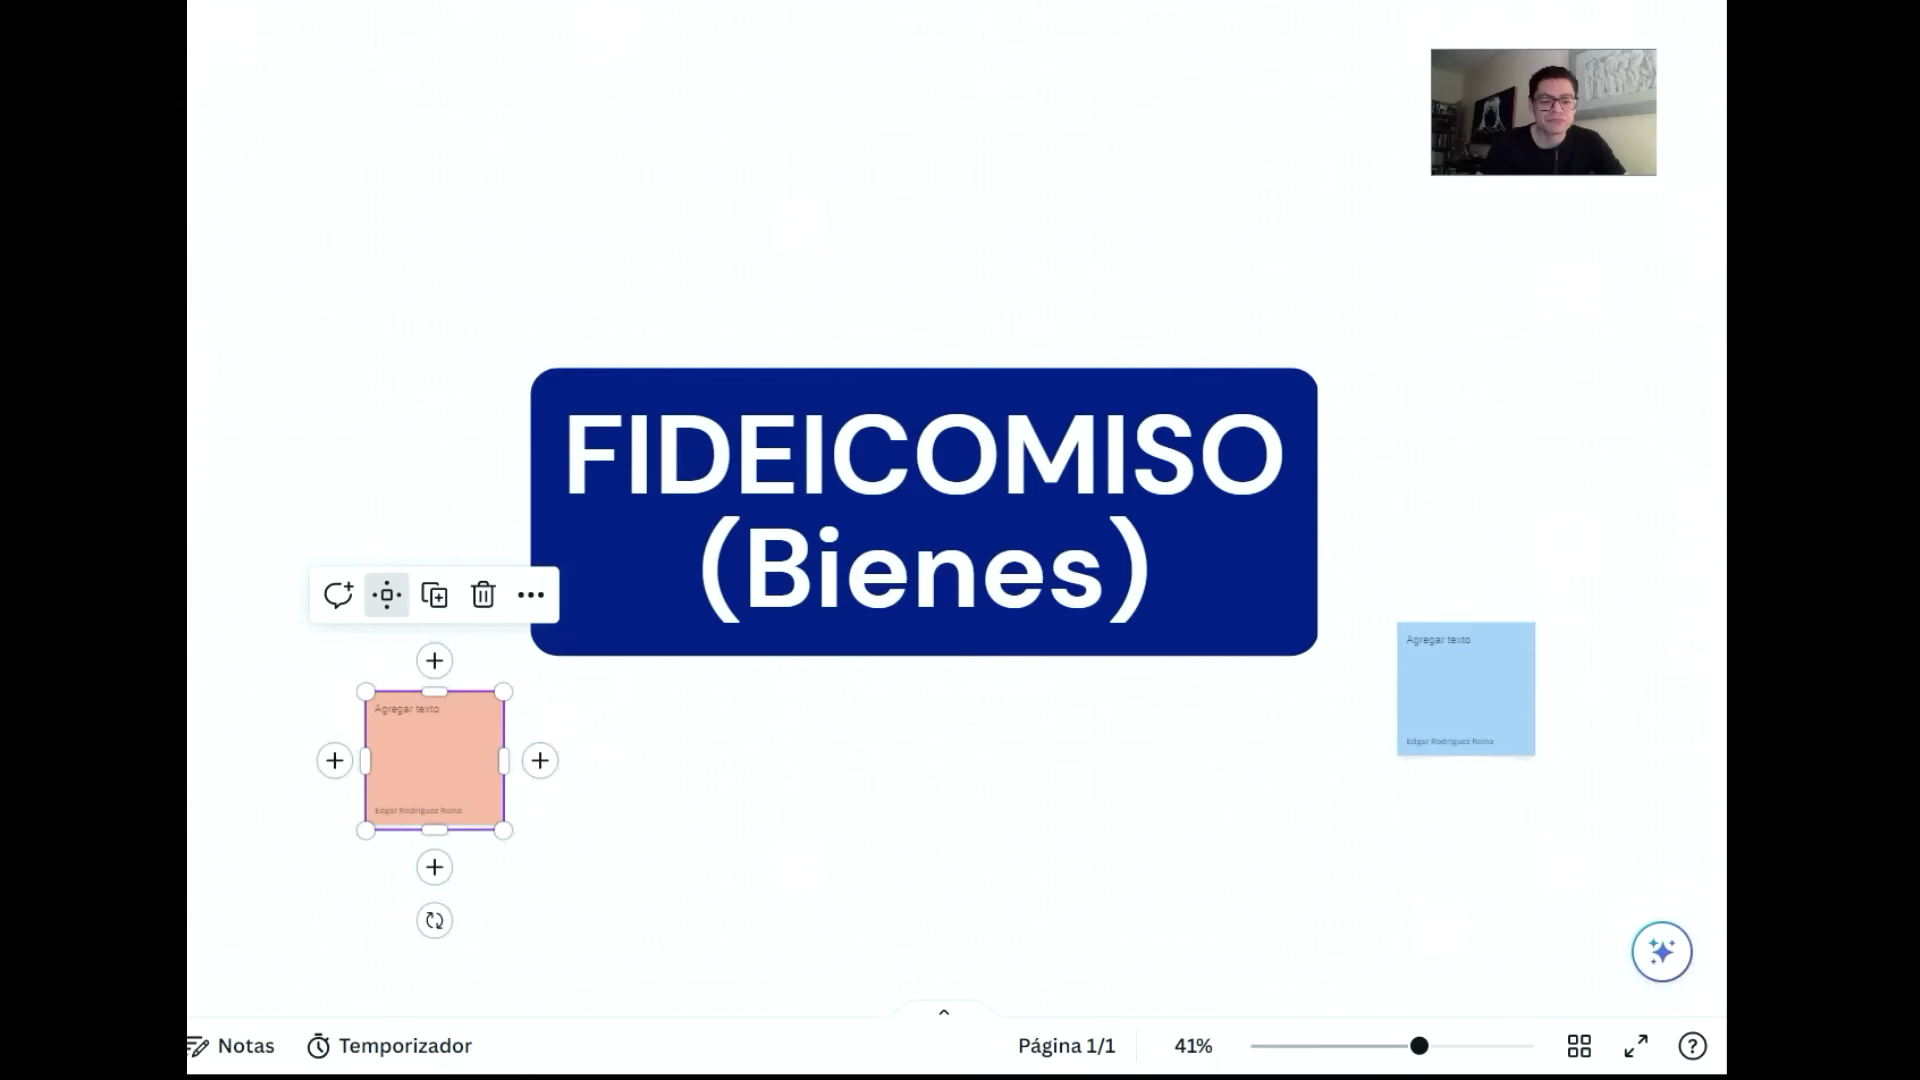 FIDEICOMISO
(Bienes)
Agregar texto
Edgar Rodríguez Reina
Agregar texto
Edgar Rodríguez Reina
Notas
Temporizador
Página 1/1
41%